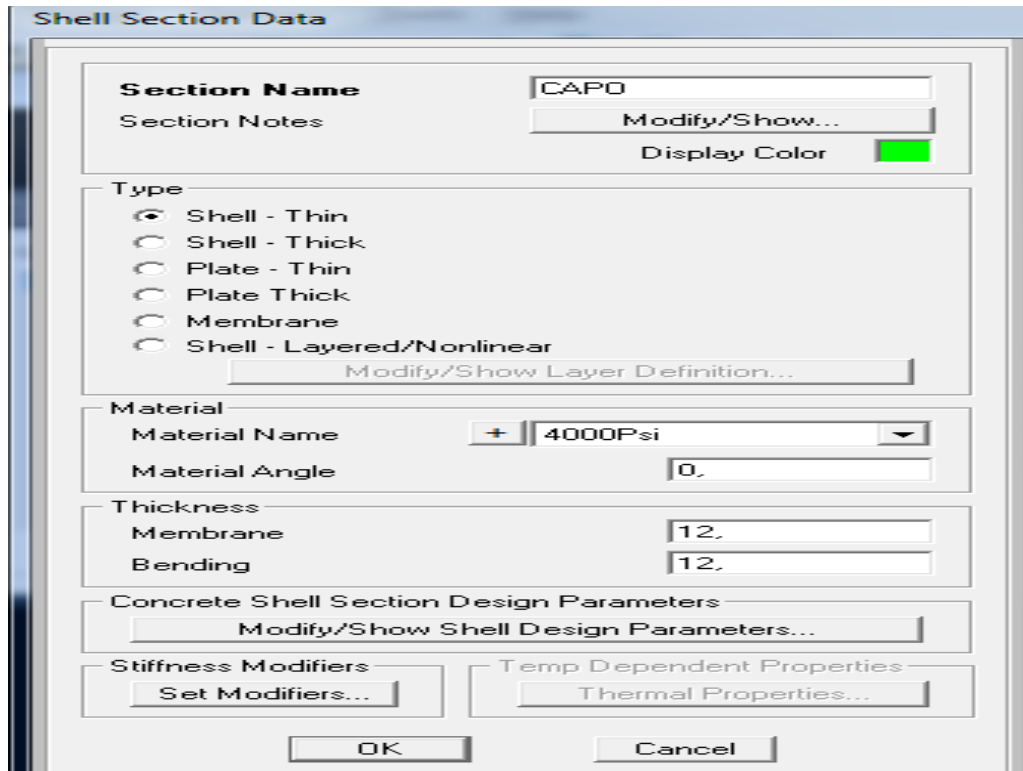 Shell Section Data
Section Name CAPO
Section Notes Modify/Show...
Display Color
Type
Shell - Thin
Shell - Thick
Plate - Thin
Plate Thick
Membrane
Shell - Layered/Nonlinear
Modify/Show Layer Definition...
Material
Material Name + 4000Psi
Material Angle 0,
Thickness
Membrane 12,
Bending 12,
Concrete Shell Section Design Parameters
Modify/Show Shell Design Parameters...
Stiffness Modifiers Temp Dependent Properties
Set Modifiers... Thermal Properties...
OK Cancel